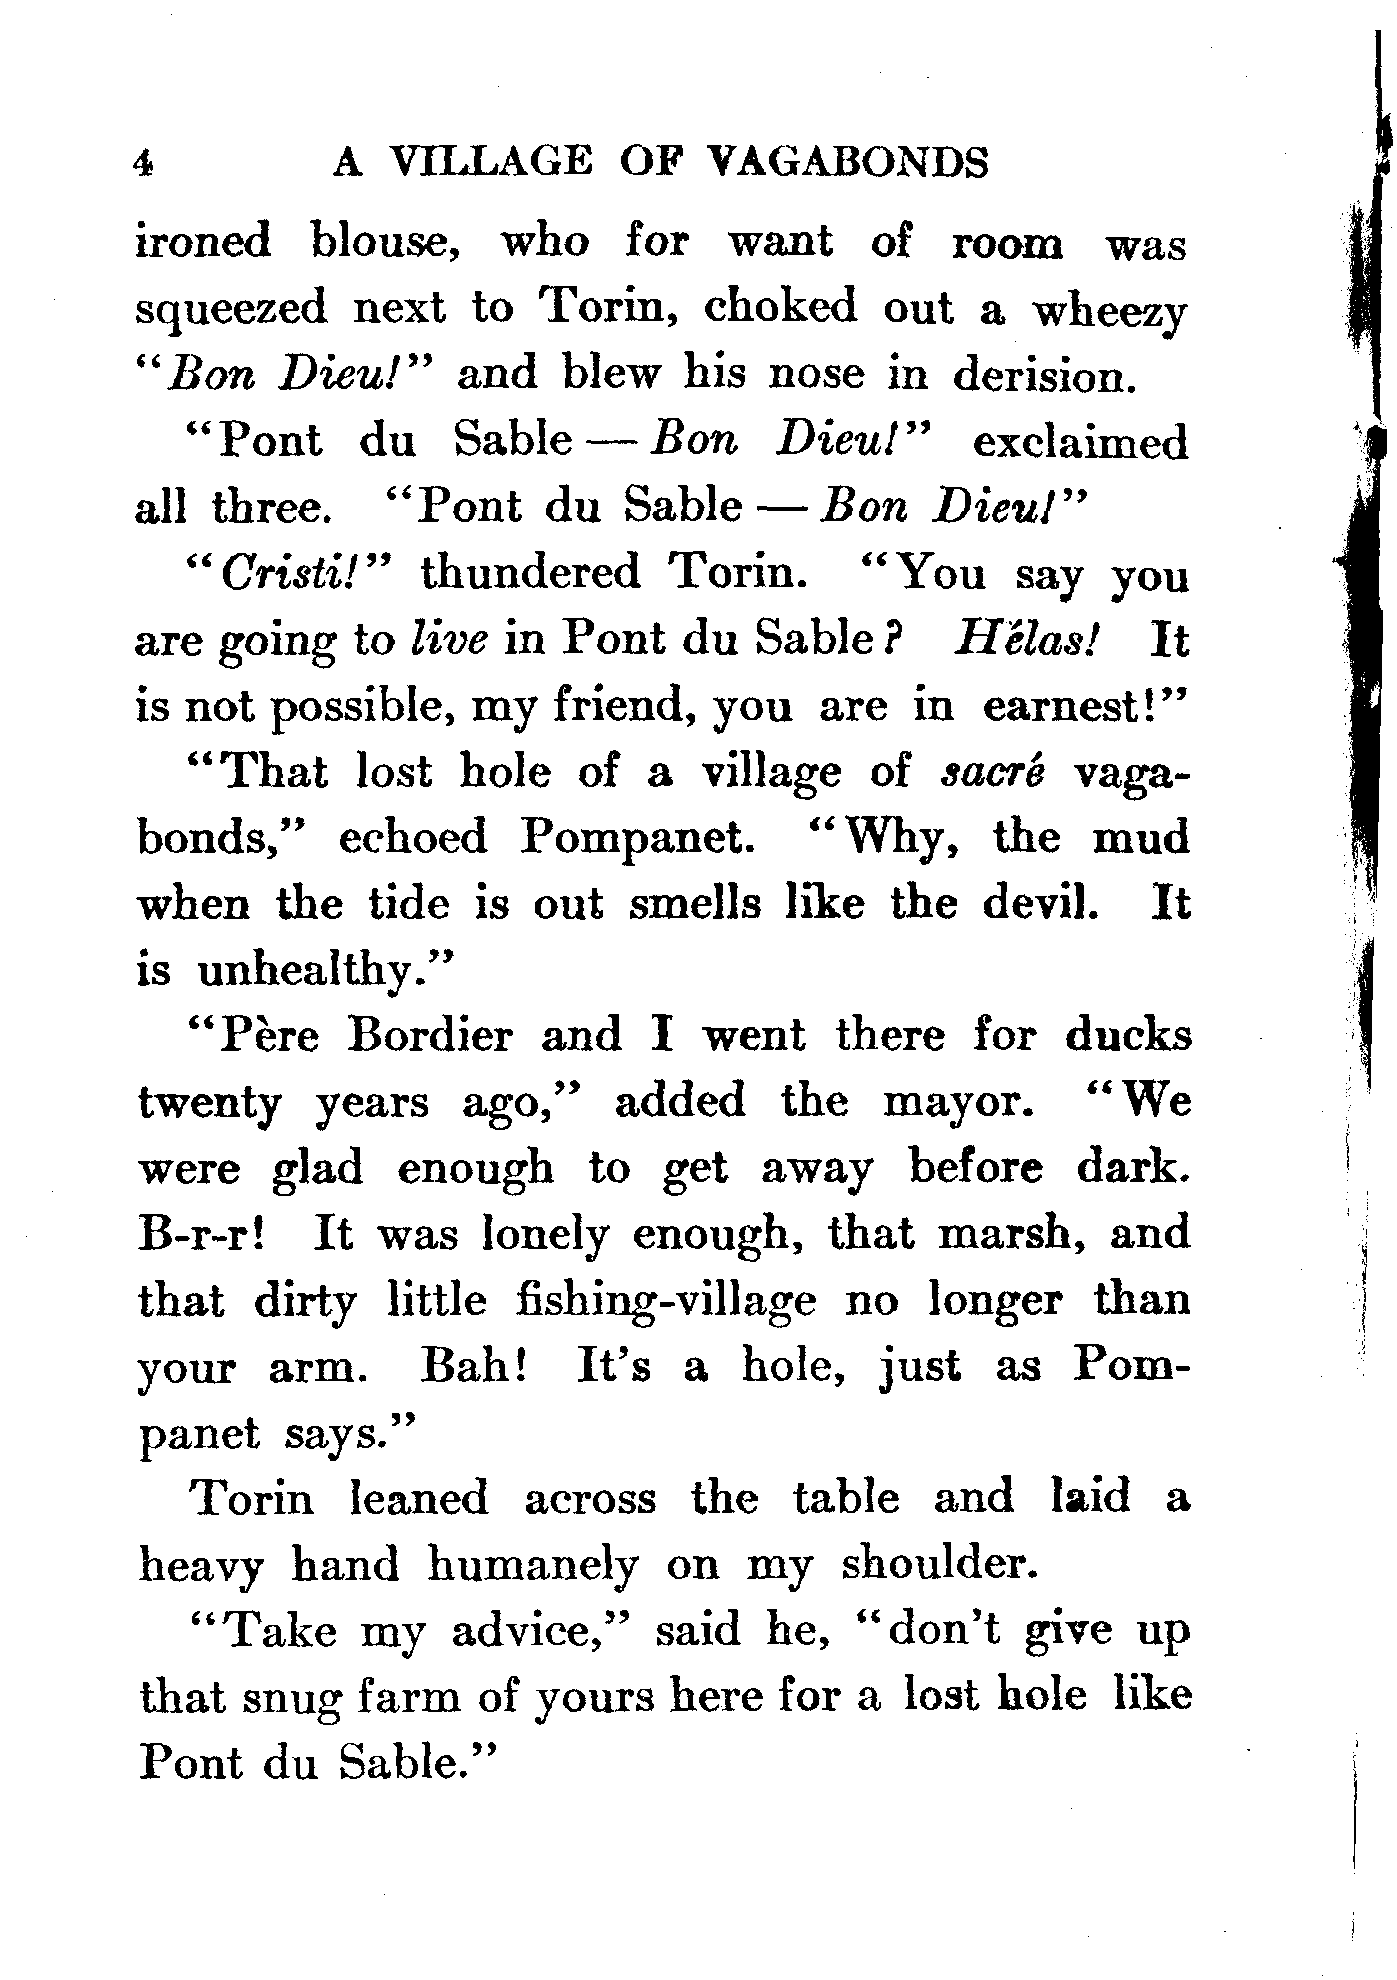 4 A VILLAGE OF VAGABONDS
ironed blouse, who for want of room was
squeezed next to Torin, choked out a wheezy
“Bon Dieu!” and blew his nose in derision.
“Pont du Sable — Bon Dieu!” exclaimed
all three. “Pont du Sable — Bon Dieu!”
“Cristi!” thundered Torin. “You say you
are going to live in Pont du Sable? Hélas! It
is not possible, my friend, you are in earnest!”
“That lost hole of a village of sacré vaga-
bonds,” echoed Pompanet. “Why, the mud
when the tide is out smells like the devil. It
is unhealthy.”
“Père Bordier and I went there for ducks
twenty years ago,” added the mayor. “We
were glad enough to get away before dark.
B-r-r! It was lonely enough, that marsh, and
that dirty little fishing-village no longer than
your arm. Bah! It’s a hole, just as Pom-
panet says.”
Torin leaned across the table and laid a
heavy hand humanely on my shoulder.
“Take my advice,” said he, “don’t give up
that snug farm of yours here for a lost hole like
Pont du Sable.”